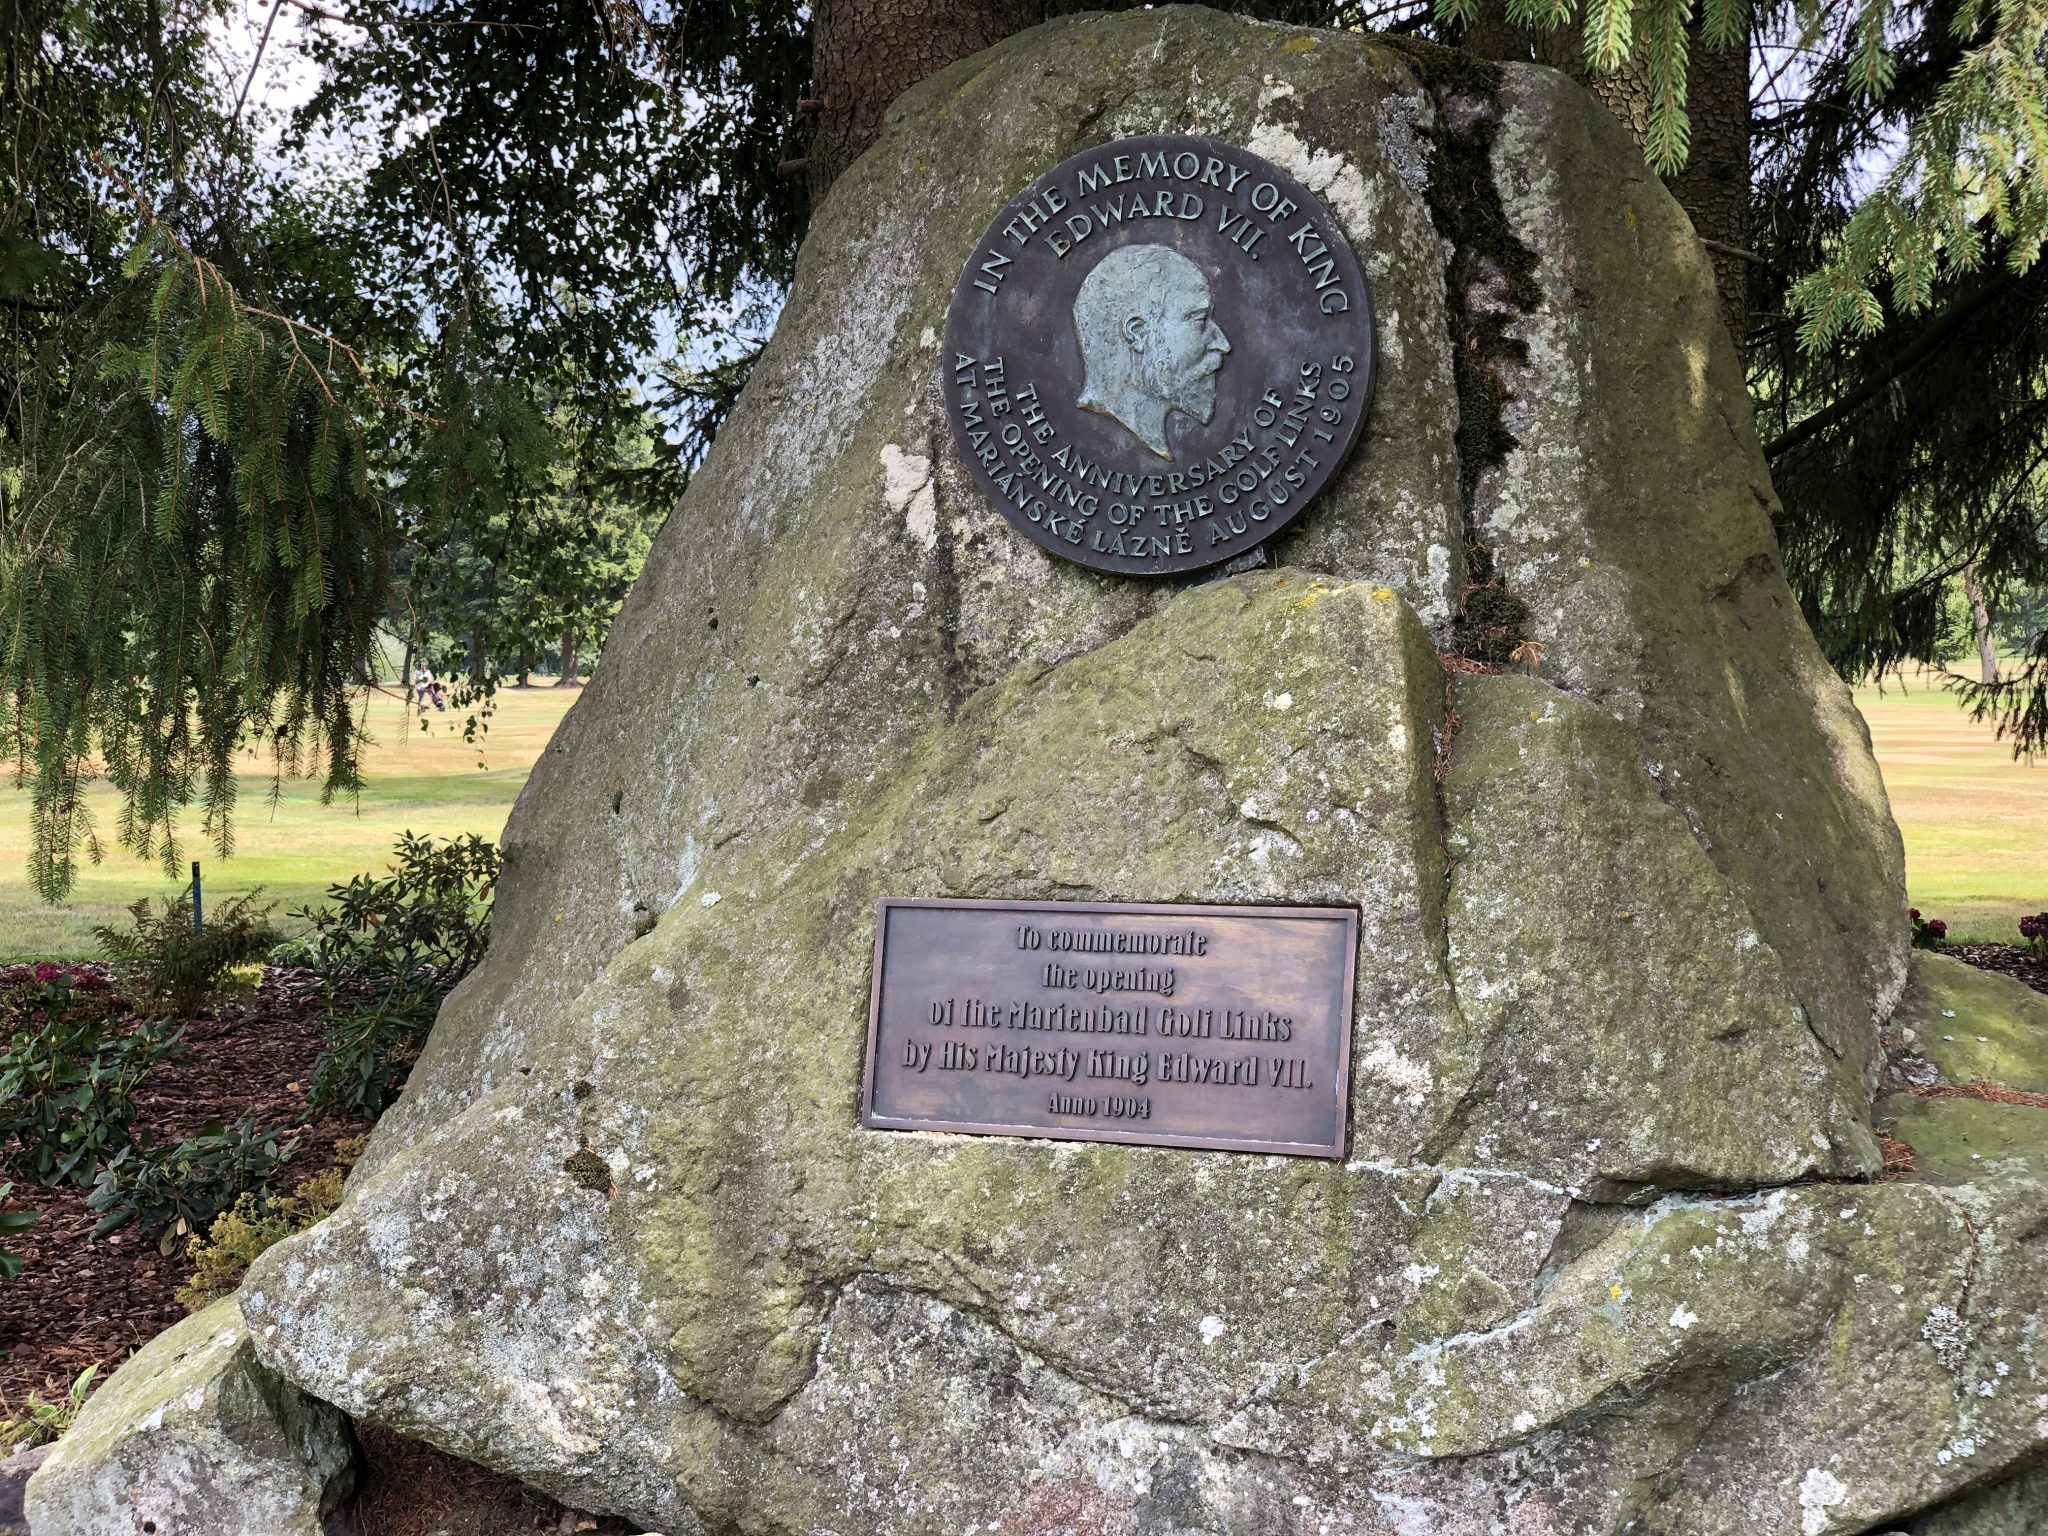 IN THE MEMORY OF KING
EDWARD VII.
THE ANNIVERSARY OF
THE OPENING OF THE GOLF LINKS
AT MARIÁNSKÉ LÁZNĚ AUGUST 1905
To commemorate
the opening
of the Marienbad Golf Links
by His Majesty King Edward VII.
Anno 1904